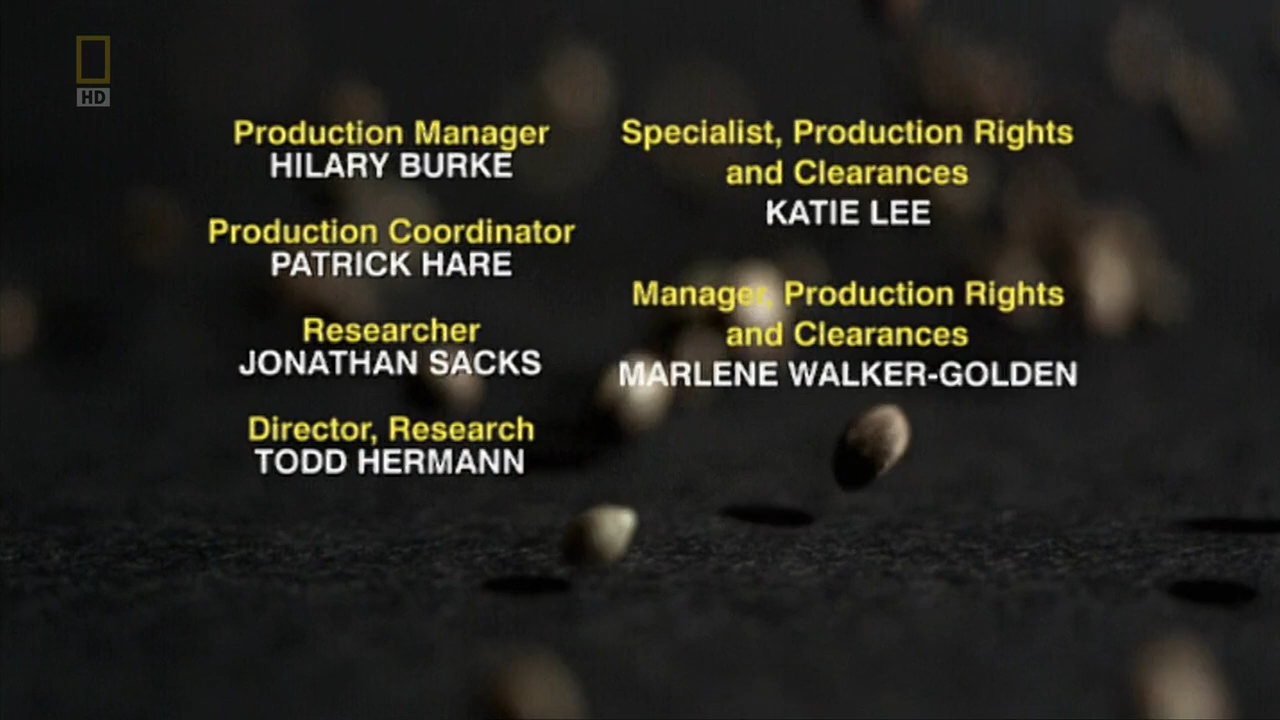 HD
Production Manager
HILARY BURKE
Production Coordinator
PATRICK HARE
Researcher
JONATHAN SACKS
Director, Research
TODD HERMANN
Specialist, Production Rights
and Clearances
KATIE LEE
Manager, Production Rights
and Clearances
MARLENE WALKER-GOLDEN